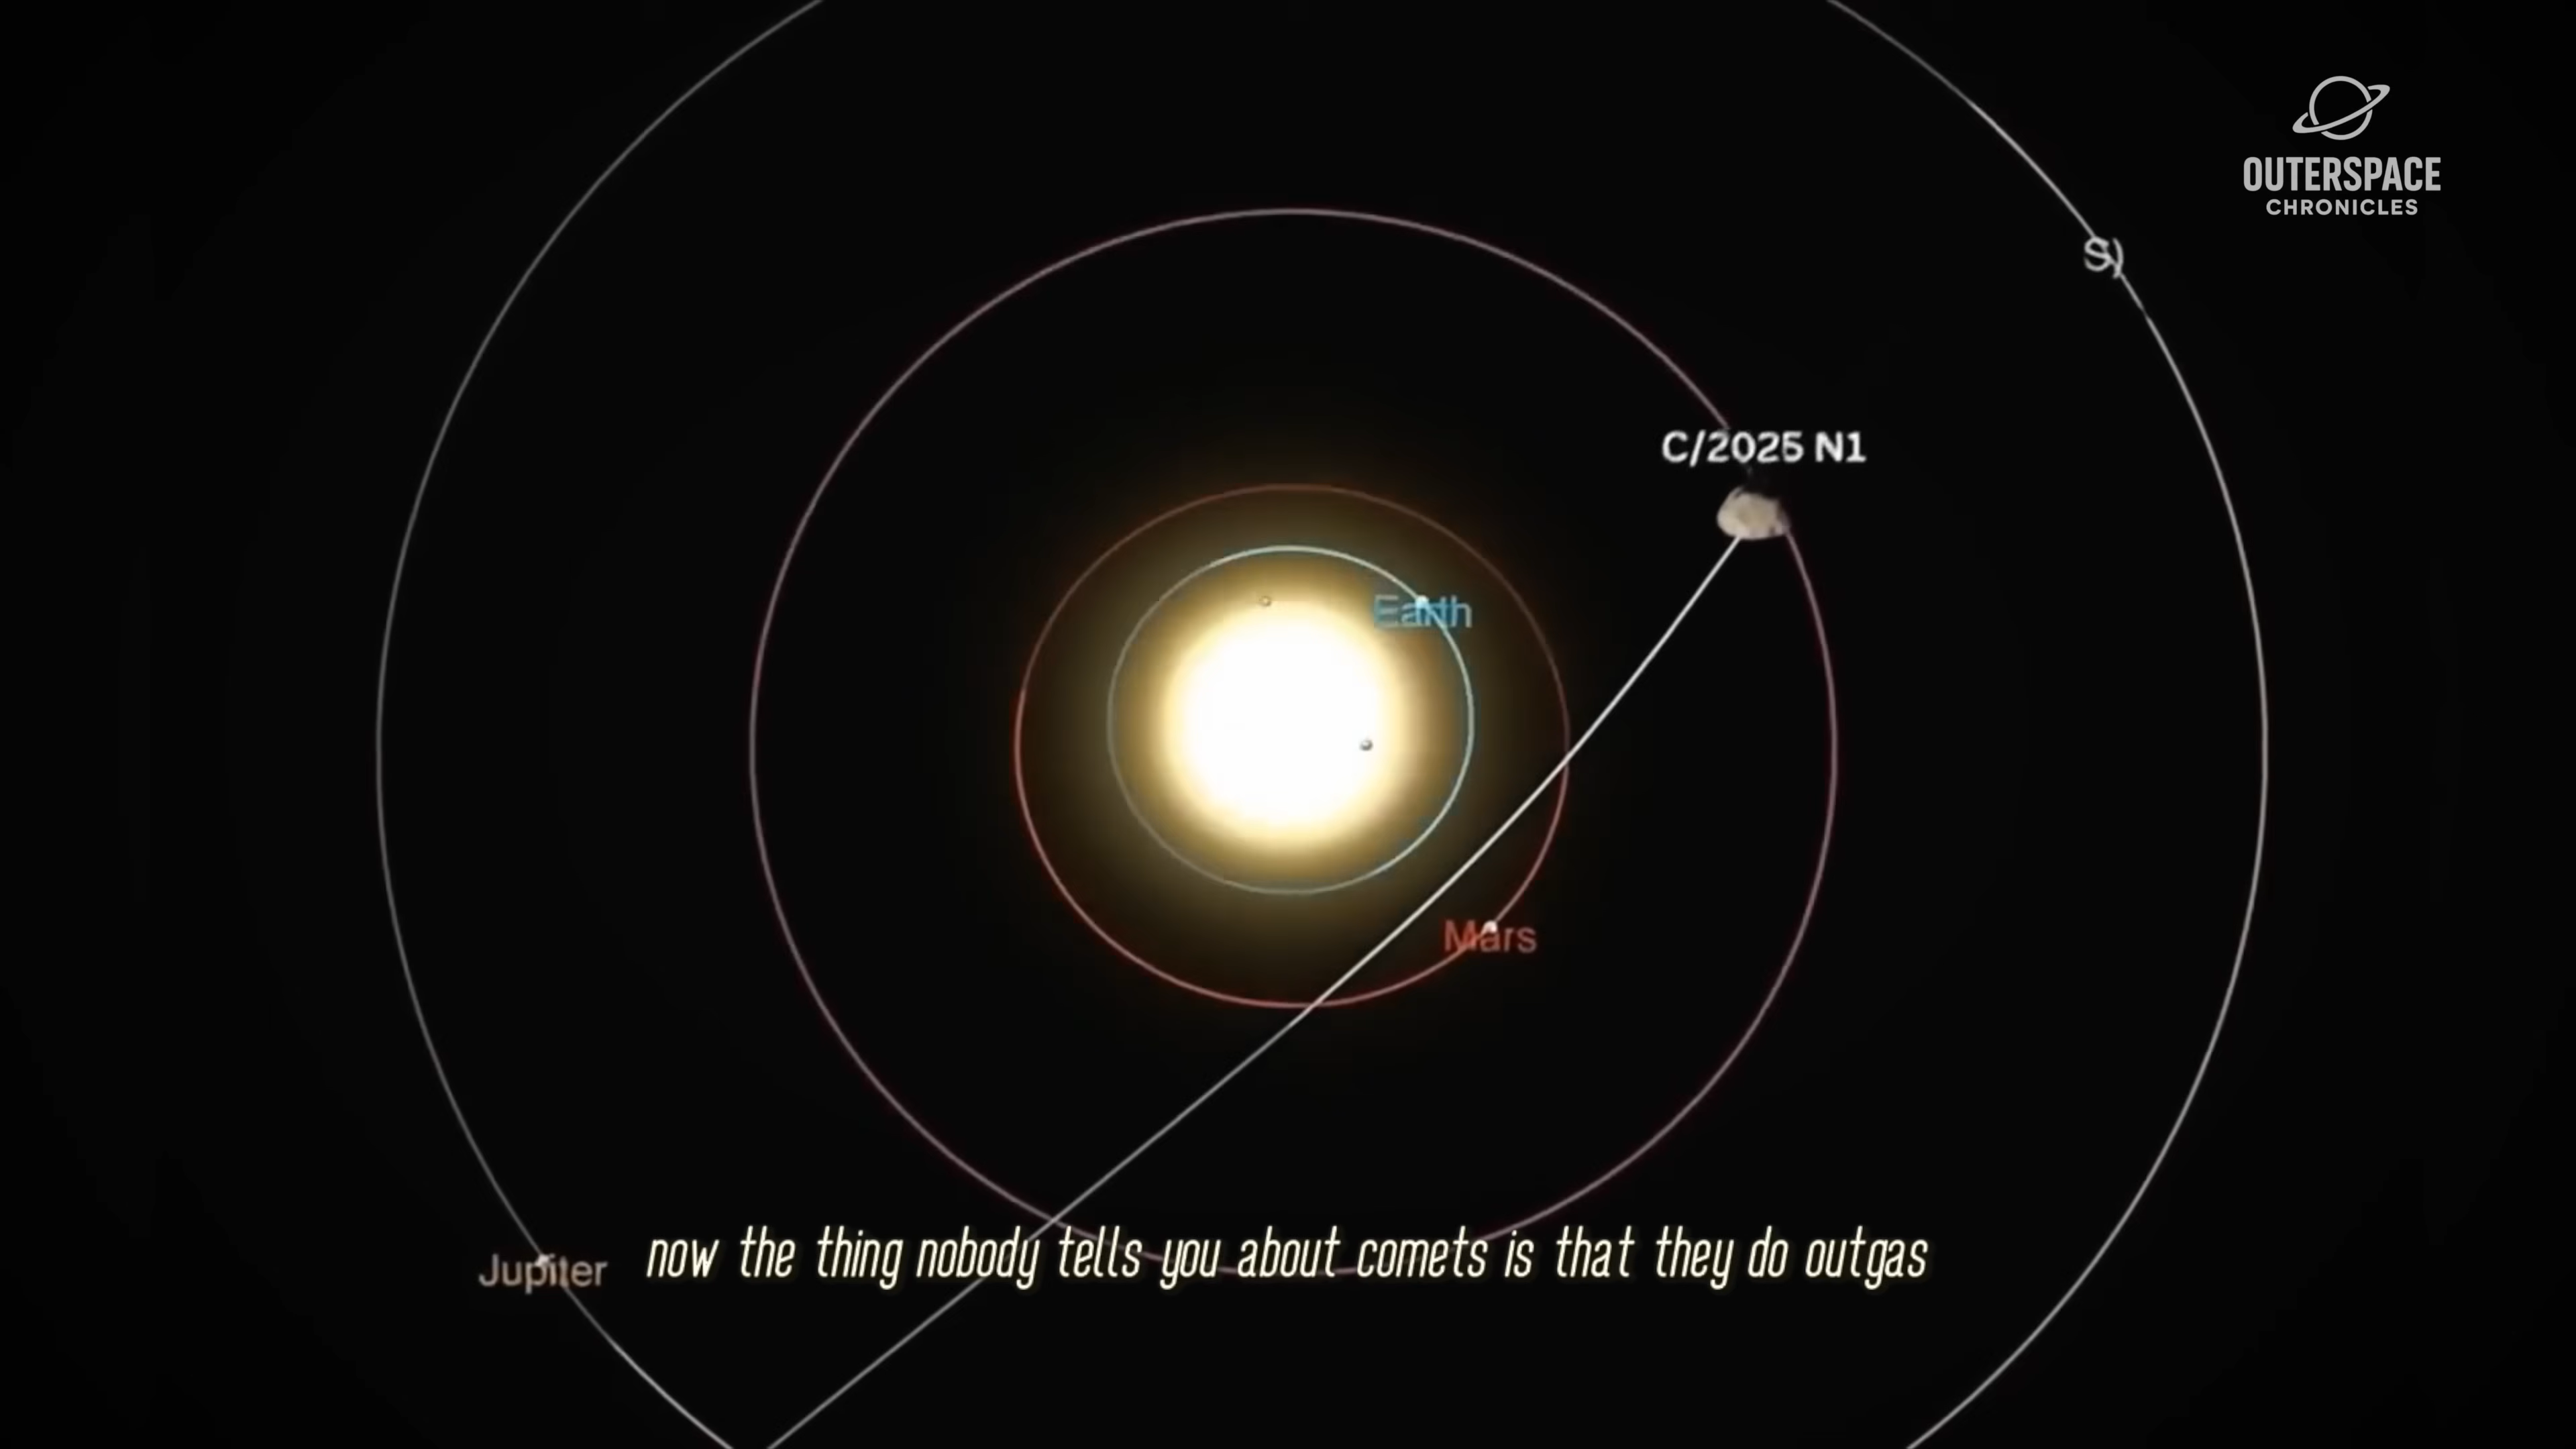 OUTERSPACE
CHRONICLES
S)
C/2025 N1
Earth
Mars
Jupiter
now the thing nobody tells you about comets is that they do outgas